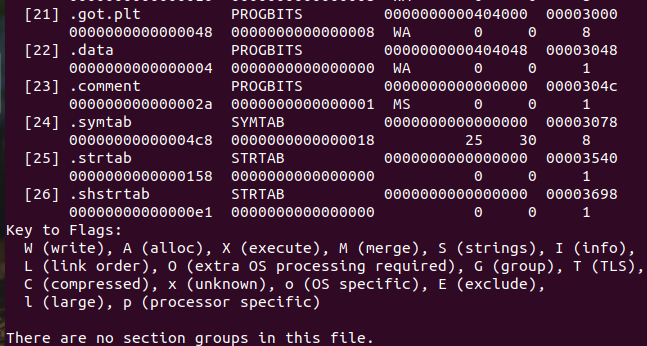 [21] .got.plt PROGBITS 0000000000404000 00003000
0000000000000048 0000000000000008 WA 0 0 8
[22] .data PROGBITS 0000000000404048 00003048
0000000000000004 0000000000000000 WA 0 0 1
[23] .comment PROGBITS 0000000000000000 0000304c
000000000000002a 0000000000000001 MS 0 0 1
[24] .symtab SYMTAB 0000000000000000 00003078
00000000000004c8 0000000000000018 25 30 8
[25] .strtab STRTAB 0000000000000000 00003540
0000000000000158 0000000000000000 0 0 1
[26] .shstrtab STRTAB 0000000000000000 00003698
00000000000000e1 0000000000000000 0 0 1
Key to Flags:
W (write), A (alloc), X (execute), M (merge), S (strings), I (info),
L (link order), O (extra OS processing required), G (group), T (TLS),
C (compressed), x (unknown), o (OS specific), E (exclude),
l (large), p (processor specific)
There are no section groups in this file.